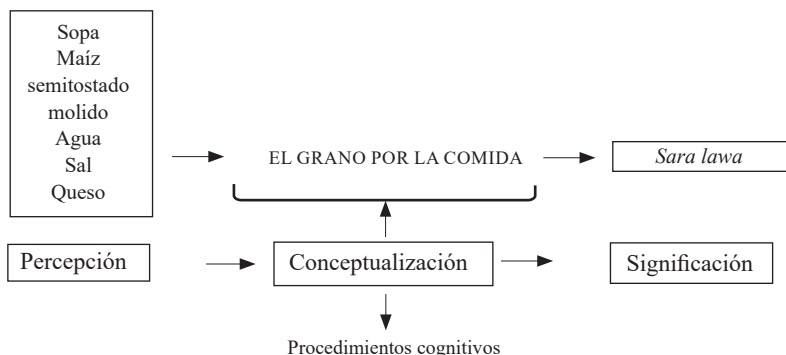 Sopa
Maíz
semitostado
molido
Agua
Sal
Queso
EL GRANO POR LA COMIDA
Sara lawa
Percepción
Conceptualización
Significación
Procedimientos cognitivos